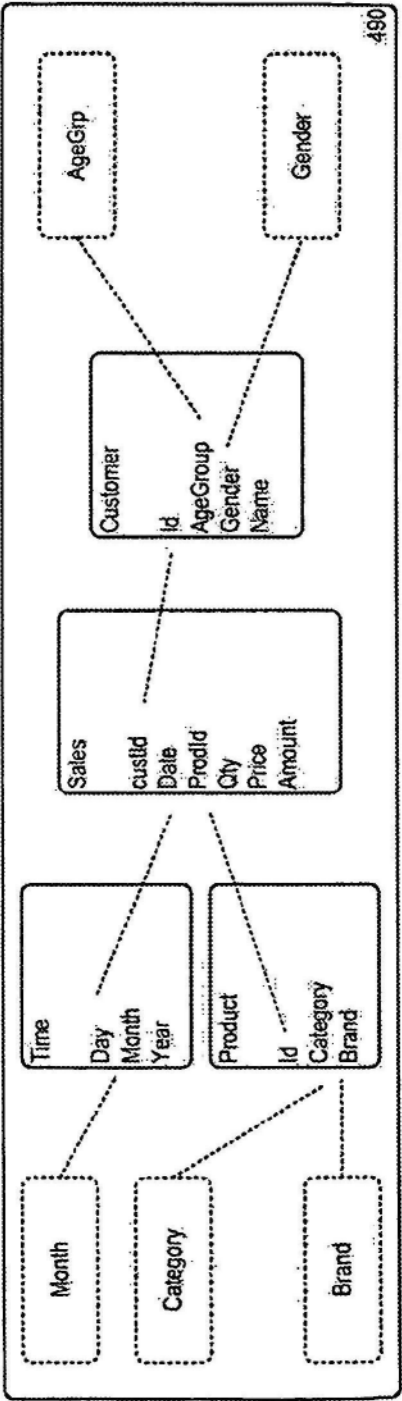 Month
Category
Brand
Time
Day
Month
Year
Product
Id
Category
Brand
Sales
custId
Date
ProdId
Qty
Price
Amount
Customer
Id
AgeGroup
Gender
Name
AgeGrp
Gender
490